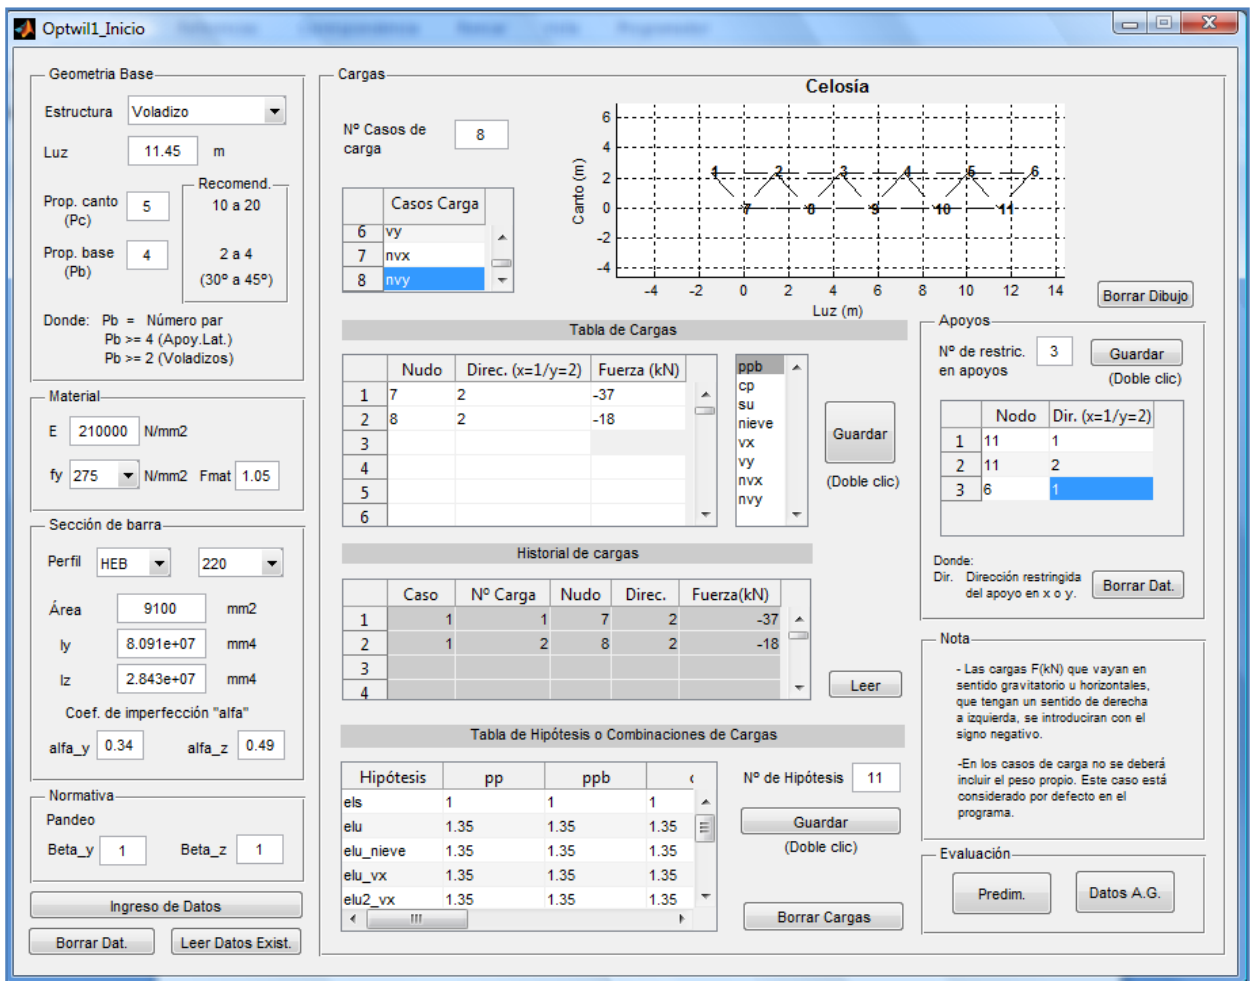 Optwil1_Inicio
Geometria Base
Estructura Voladizo
Luz 11.45 m
Prop. canto (Pc) 5
Recomend.
10 a 20
Prop. base (Pb) 4
2 a 4
(30º a 45º)
Donde: Pb = Número par
Pb >= 4 (Apoy.Lat.)
Pb >= 2 (Voladizos)
Material
E 210000 N/mm2
fy 275 N/mm2 Fmat 1.05
Sección de barra
Perfil HEB 220
Área 9100 mm2
Iy 8.091e+07 mm4
Iz 2.843e+07 mm4
Coef. de imperfección "alfa"
alfa_y 0.34 alfa_z 0.49
Normativa
Pandeo
Beta_y 1 Beta_z 1
Ingreso de Datos
Borrar Dat. Leer Datos Exist.
Cargas
Nº Casos de carga 8
Casos Carga
6 vy
7 nvx
8 nvy
Celosía
Canto (m)
6
4
2
0
-2
-4
1 2 3 4 5 6
7 8 9 10 11
-4 -2 0 2 4 6 8 10 12 14
Luz (m)
Borrar Dibujo
Tabla de Cargas
Nudo Direc. (x=1/y=2) Fuerza (kN)
1 7 2 -37
2 8 2 -18
3
4
5
6
ppb
cp
su
nieve
vx
vy
nvx
nvy
Guardar
(Doble clic)
Historial de cargas
Caso Nº Carga Nudo Direc. Fuerza(kN)
1 1 1 7 2 -37
2 1 2 8 2 -18
3
4
Leer
Tabla de Hipótesis o Combinaciones de Cargas
Hipótesis pp ppb
els 1 1 1
elu 1.35 1.35 1.35
elu_nieve 1.35 1.35 1.35
elu_vx 1.35 1.35 1.35
elu2_vx 1.35 1.35 1.35
Nº de Hipótesis 11
Guardar
(Doble clic)
Borrar Cargas
Apoyos
Nº de restric. en apoyos 3
Guardar
(Doble clic)
Nodo Dir. (x=1/y=2)
1 11 1
2 11 2
3 6 1
Donde:
Dir. Dirección restringida
del apoyo en x o y.
Borrar Dat.
Nota
- Las cargas F(kN) que vayan en
sentido gravitatorio u horizontales,
que tengan un sentido de derecha
a izquierda, se introduciran con el
signo negativo.
-En los casos de carga no se deberá
incluir el peso propio. Este caso está
considerado por defecto en el
programa.
Evaluación
Predim. Datos A.G.